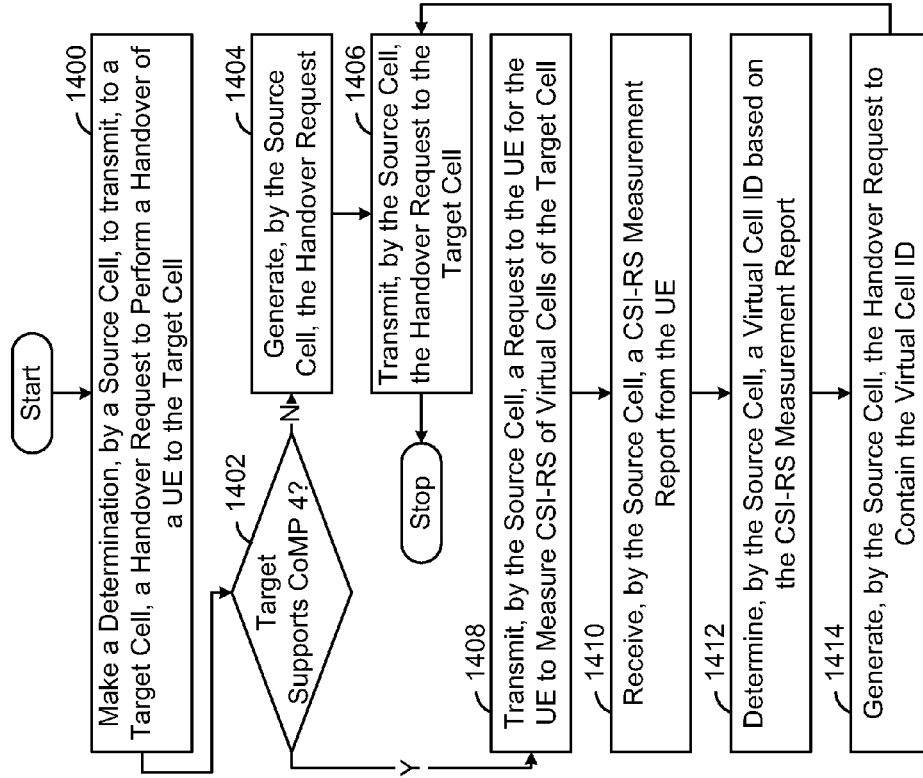 Start
1400
Make a Determination, by a Source Cell, to transmit, to a
Target Cell, a Handover Request to Perform a Handover of
a UE to the Target Cell
1402
Target
Supports CoMP 4?
N
1404
Generate, by the Source
Cell, the Handover Request
1406
Transmit, by the Source Cell,
the Handover Request to the
Target Cell
Stop
Y
1408
Transmit, by the Source Cell, a Request to the UE for the
UE to Measure CSI-RS of Virtual Cells of the Target Cell
1410
Receive, by the Source Cell, a CSI-RS Measurement
Report from the UE
1412
Determine, by the Source Cell, a Virtual Cell ID based on
the CSI-RS Measurement Report
1414
Generate, by the Source Cell, the Handover Request to
Contain the Virtual Cell ID